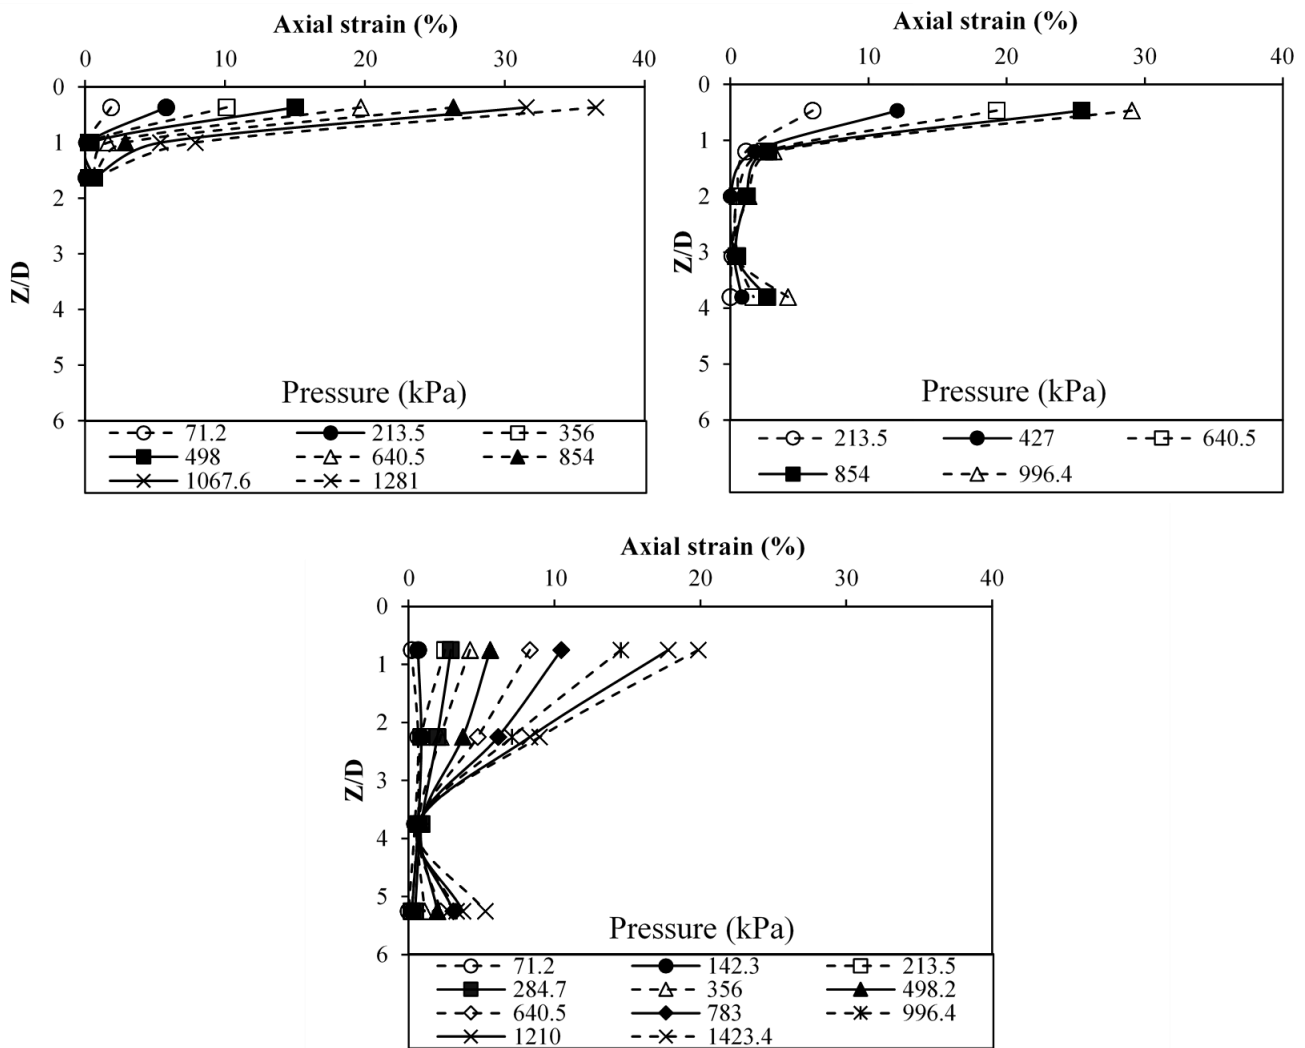 Axial strain (%)
0 10 20 30 40
0
1
2
3
4
5
6
Z/D
Pressure (kPa)
71.2 213.5 356
498 640.5 854
1067.6 1281
Axial strain (%)
0 10 20 30 40
0
1
2
3
4
5
6
Z/D
Pressure (kPa)
213.5 427 640.5
854 996.4
Axial strain (%)
0 10 20 30 40
0
1
2
3
4
5
6
Z/D
Pressure (kPa)
71.2 142.3 213.5
284.7 356 498.2
640.5 783 996.4
1210 1423.4